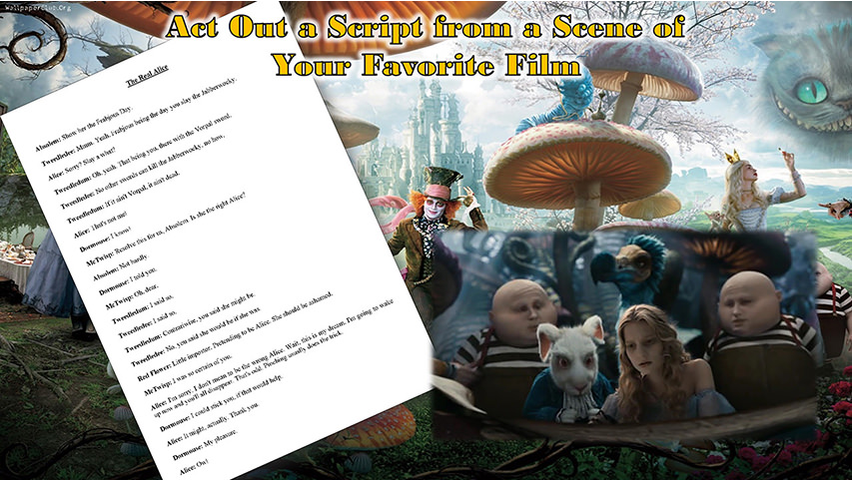 WallpapersClub.Org
Act Out a Script from a Scene of
Your Favorite Film
The Real Alice
Absolem: Show her the Frabjous Day.
Tweedledee: Mmm. Yeah, Frabjous being the day you slay the Jabberwocky.
Alice: Sorry? Slay a what?
Tweedledum: Oh, yeah. That being you, there with the Vorpal sword.
Tweedledee: No other swords can kill the Jabberwocky, no how.
Tweedledum: If it ain't Vorpal, it ain't dead.
Alice: That's not me!
Dormouse: I know!
McTwisp: Resolve this for us, Absolem. Is she the right Alice?
Absolem: Not hardly.
Dormouse: I told you.
McTwisp: Oh, dear.
Tweedledum: I said so.
Tweedledee: I said so.
Tweedledum: Contrariwise, you said she might be.
Tweedledee: No, you said she would be if she was.
Red Flower: Little imposter. Pretending to be Alice. She should be ashamed.
McTwisp: I was so certain of you.
Alice: I'm sorry. I don't mean to be the wrong Alice. Wait, this is my dream. I'm going to wake
up now and you'll all disappear. That's odd. Pinching usually does the trick.
Dormouse: I could stick you, if that would help.
Alice: It might, actually. Thank you
Dormouse: My pleasure.
Alice: Ow!